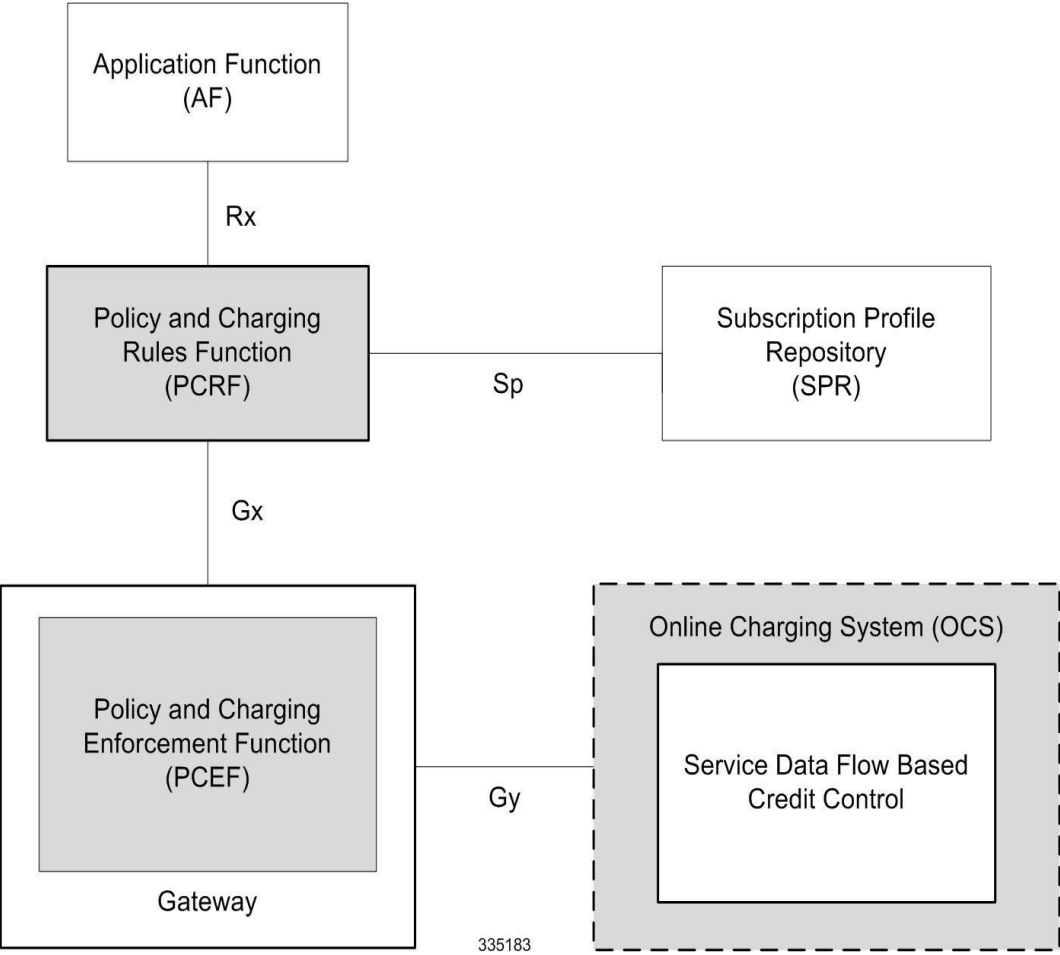 Application Function
(AF)
Rx
Policy and Charging
Rules Function
(PCRF)
Sp
Subscription Profile
Repository
(SPR)
Gx
Policy and Charging
Enforcement Function
(PCEF)
Gateway
Gy
Online Charging System (OCS)
Service Data Flow Based
Credit Control
335183